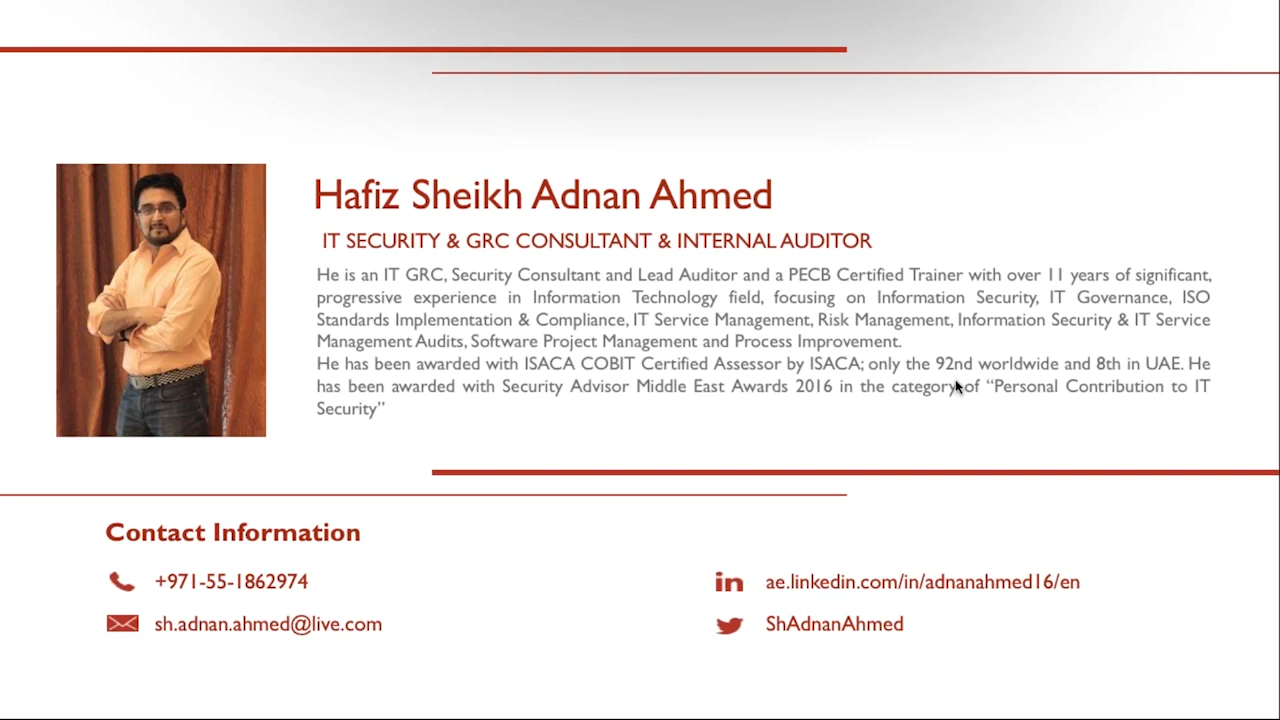 Hafiz Sheikh Adnan Ahmed
IT SECURITY & GRC CONSULTANT & INTERNAL AUDITOR
He is an IT GRC, Security Consultant and Lead Auditor and a PECB Certified Trainer with over 11 years of significant,
progressive experience in Information Technology field, focusing on Information Security, IT Governance, ISO
Standards Implementation & Compliance, IT Service Management, Risk Management, Information Security & IT Service
Management Audits, Software Project Management and Process Improvement.
He has been awarded with ISACA COBIT Certified Assessor by ISACA; only the 92nd worldwide and 8th in UAE. He
has been awarded with Security Advisor Middle East Awards 2016 in the category of “Personal Contribution to IT
Security”
Contact Information
+971-55-1862974
ae.linkedin.com/in/adnanahmed16/en
sh.adnan.ahmed@live.com
ShAdnanAhmed